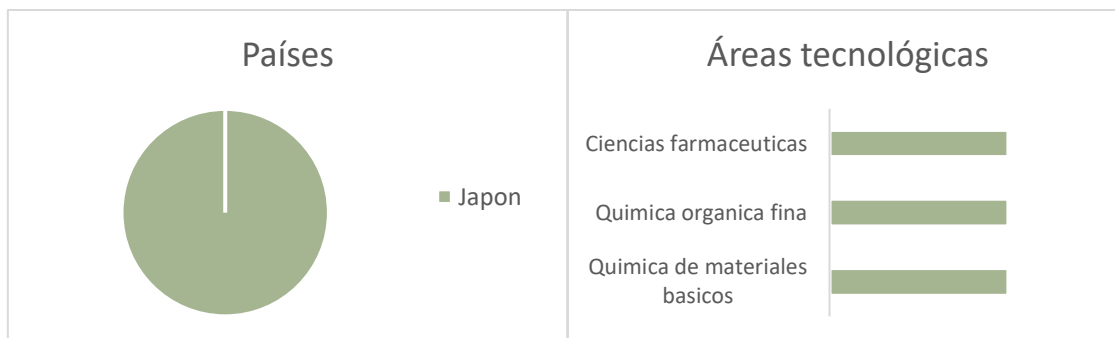 Países
Japon
Áreas tecnológicas
Ciencias farmaceuticas
Quimica organica fina
Quimica de materiales
basicos